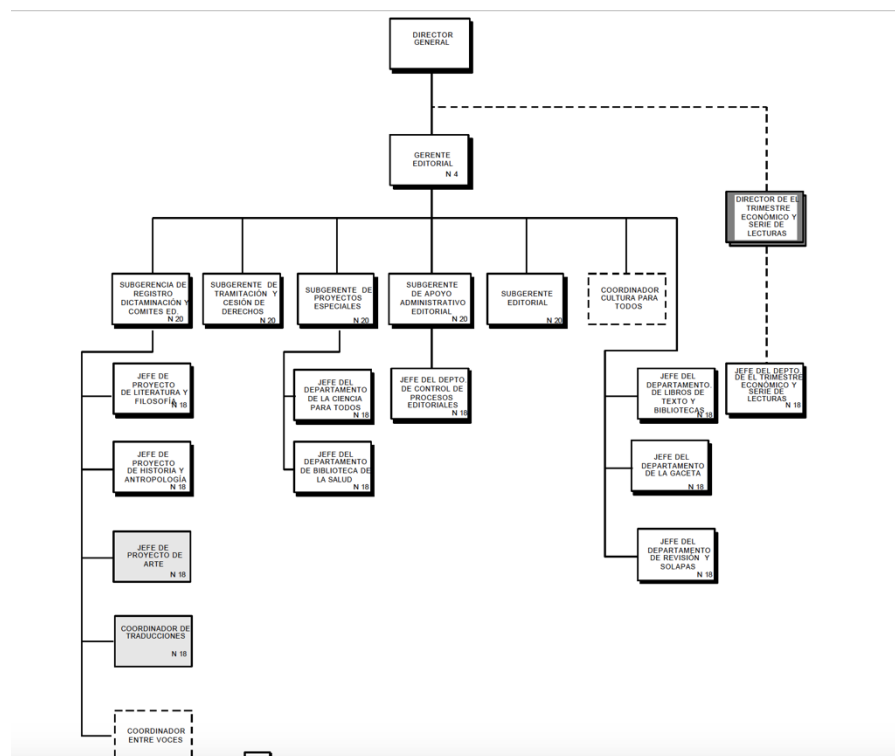 DIRECTOR
GENERAL
GERENTE
EDITORIAL
N 4
DIRECTOR DE EL
TRIMESTRE
ECONÓMICO Y
SERIE DE
LECTURAS
SUBGERENCIA DE
REGISTRO
DICTAMINACIÓN Y
COMITES ED.
N 20
SUBGERENTE DE
TRAMITACIÓN Y
CESIÓN DE
DERECHOS
N 20
SUBGERENTE DE
PROYECTOS
ESPECIALES
N 20
SUBGERENTE
DE APOYO
ADMINISTRATIVO
EDITORIAL
N 20
SUBGERENTE
EDITORIAL
N 20
COORDINADOR
CULTURA PARA
TODOS
JEFE DE
PROYECTO
DE LITERATURA Y
FILOSOFÍA
N 18
JEFE DEL
DEPARTAMENTO
DE LA CIENCIA
PARA TODOS
N 18
JEFE DEL DEPTO.
DE CONTROL DE
PROCESOS
EDITORIALES
N 18
JEFE DEL
DEPARTAMENTO.
DE LIBROS DE
TEXTO Y
BIBLIOTECAS
N 18
JEFE DEL DEPTO.
DE EL TRIMESTRE
ECONÓMICO Y
SERIE DE
LECTURAS
N 18
JEFE DE
PROYECTO
DE HISTORIA Y
ANTROPOLOGÍA
N 18
JEFE DEL
DEPARTAMENTO
DE BIBLIOTECA DE
LA SALUD
N 18
JEFE DEL
DEPARTAMENTO
DE LA GACETA
N 18
JEFE DE
PROYECTO DE
ARTE
N 18
JEFE DEL
DEPARTAMENTO
DE REVISIÓN Y
SOLAPAS
N 18
COORDINADOR DE
TRADUCCIONES
N 18
COORDINADOR
ENTRE VOCES